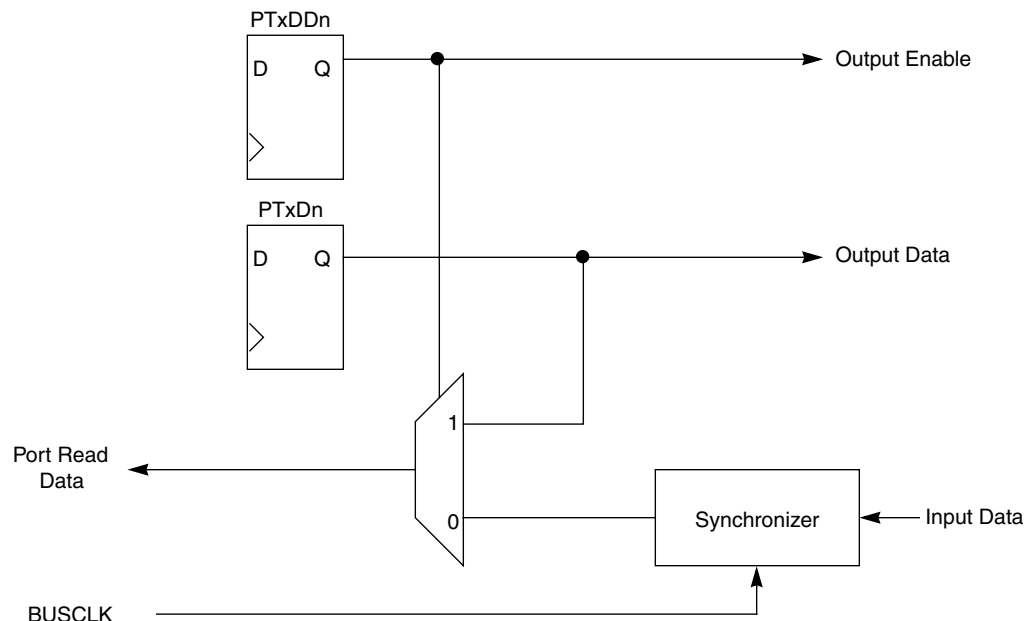 PTxDDn
D Q
Output Enable
PTxDn
D Q
Output Data
1
Port Read
Data
0
Synchronizer
Input Data
BUSCLK